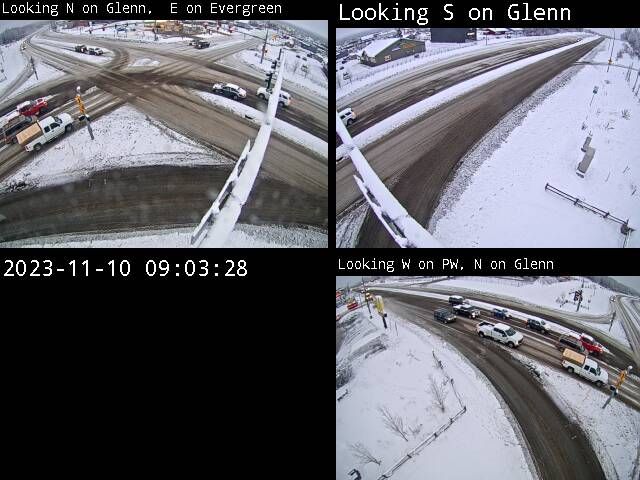 Looking N on Glenn, E on Evergreen
Looking S on Glenn
2023-11-10 09:03:28
Looking W on PW, N on Glenn